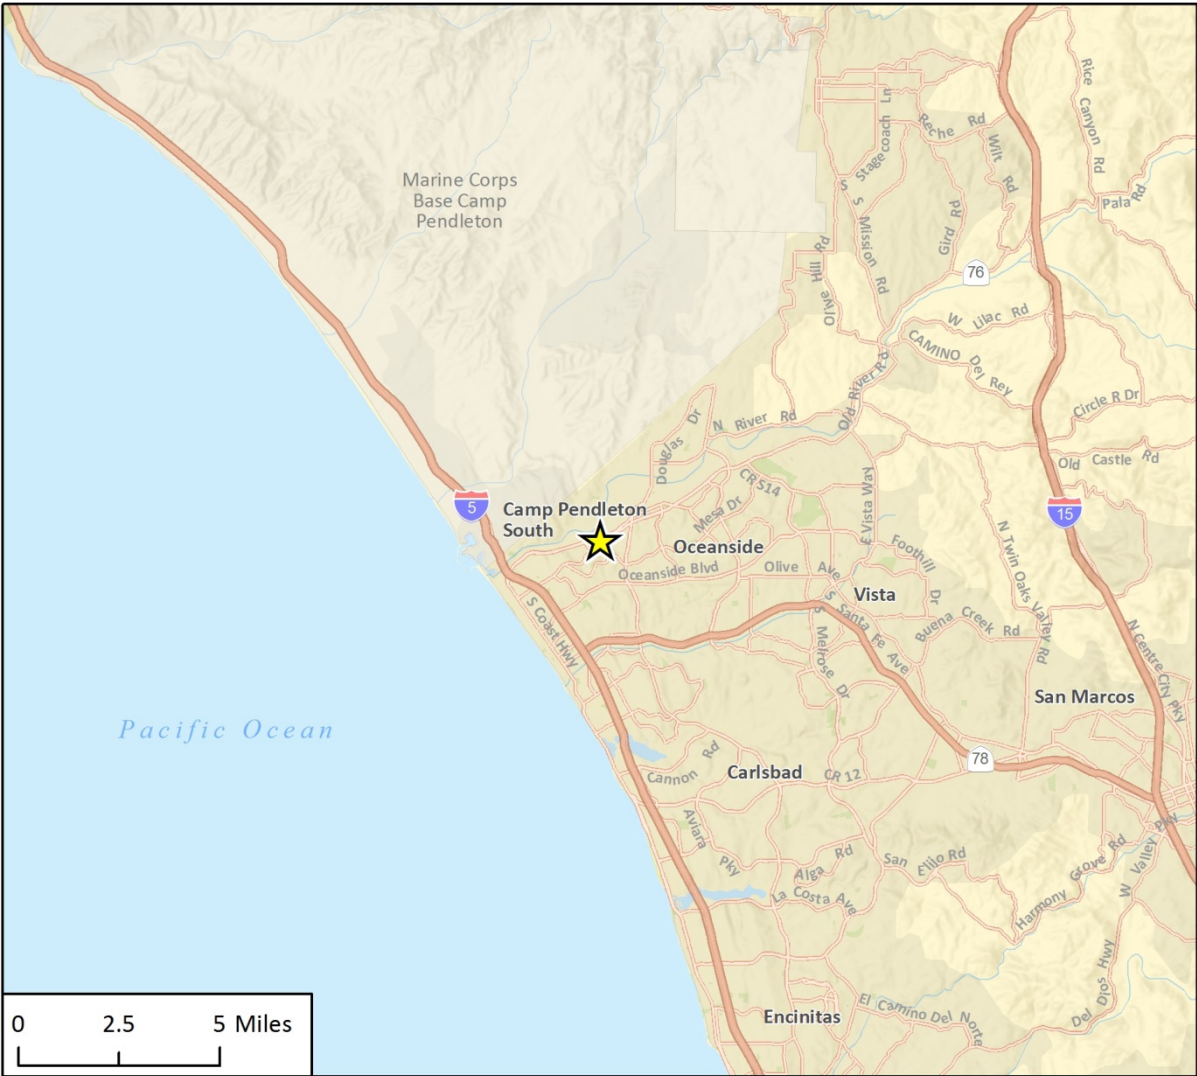 Rice Canyon Rd
Stagecoach Ln
Reche Rd
Wilt Rd
Marine Corps
Base Camp
Pendleton
S
S Mission Rd
Gird Rd
Pala Rd
Olive Hill Rd
76
W Lilac Rd
CAMINO Del Rey
Old River Rd
Circle R Dr
Douglas Dr
N River Rd
Old Castle Rd
CR S14
E Vista Way
5
Camp Pendleton
South
Mesa Dr
15
Oceanside
Foothill Dr
N Twin Oaks Valley Rd
Oceanside Blvd
Olive Ave
Vista
S Coast Hwy
S Santa Fe Ave
S Melrose Dr
Buena Creek Rd
N Centre City Pky
San Marcos
Pacific Ocean
78
Cannon Rd
Carlsbad
CR 12
Aviara Pky
Alga Rd
San Elijo Rd
Harmony Grove Rd
W Valley Pky
La Costa Ave
Del Dios Hwy
El Camino Del Norte
Encinitas
0 2.5 5 Miles